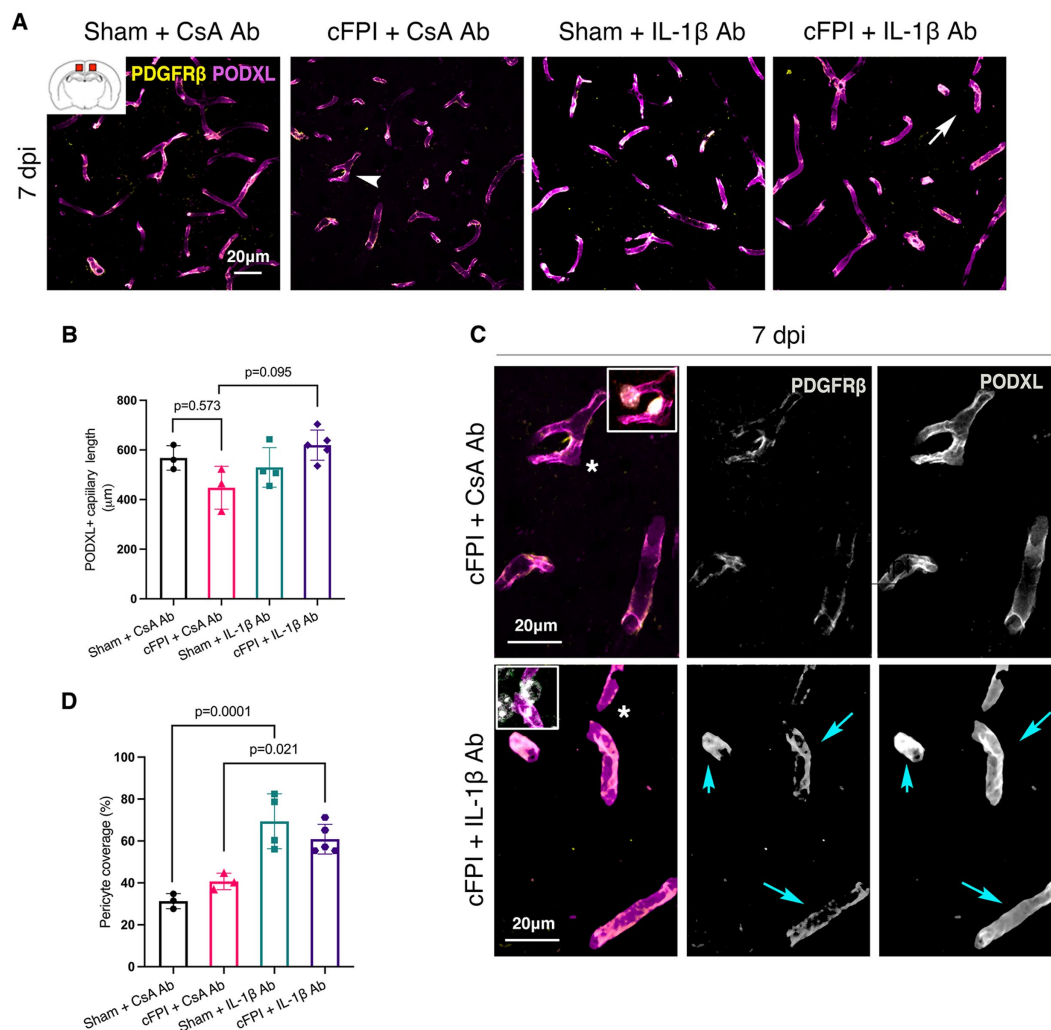 A
Sham + CsA Ab
cFPI + CsA Ab
Sham + IL-1β Ab
cFPI + IL-1β Ab
PDGFRβ PODXL
7 dpi
20μm
B
p=0.095
p=0.573
800
600
400
200
0
PODXL+ capiillary length
(μm)
Sham + CsA Ab
cFPI + CsA Ab
Sham + IL-1β Ab
cFPI + IL-1β Ab
C
7 dpi
PDGFRβ
PODXL
cFPI + CsA Ab
*
20μm
cFPI + IL-1β Ab
*
20μm
D
p=0.0001
p=0.021
100
80
60
40
20
0
Pericyte coverage (%)
Sham + CsA Ab
cFPI + CsA Ab
Sham + IL-1β Ab
cFPI + IL-1β Ab